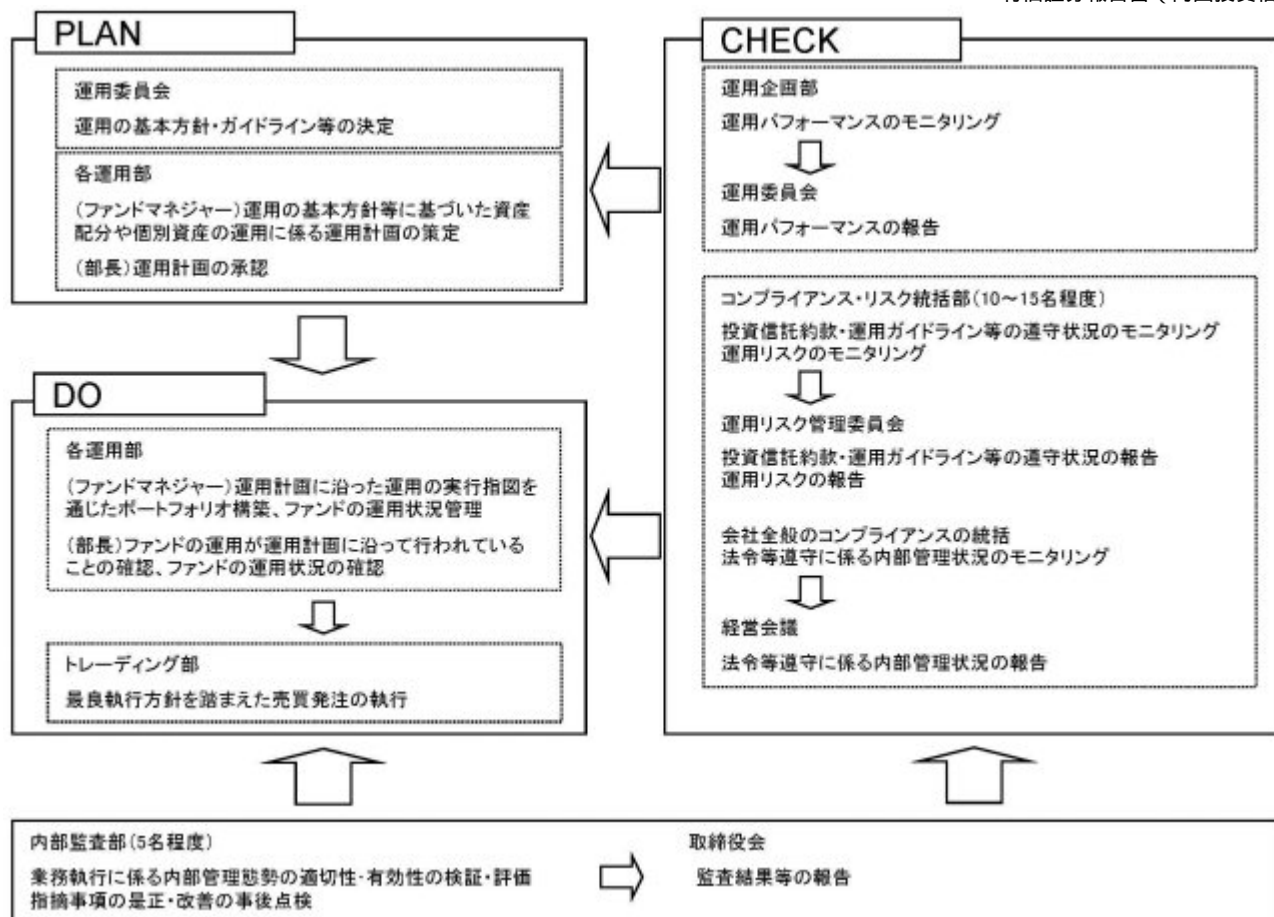 PLAN
運用委員会
運用の基本方針・ガイドライン等の決定
各運用部
(ファンドマネジャー)運用の基本方針等に基づいた資産
配分や個別資産の運用に係る運用計画の策定
(部長)運用計画の承認
DO
各運用部
(ファンドマネジャー)運用計画に沿った運用の実行指図を
通じたポートフォリオ構築、ファンドの運用状況管理
(部長)ファンドの運用が運用計画に沿って行われている
ことの確認、ファンドの運用状況の確認
トレーディング部
最良執行方針を踏まえた売買発注の執行
CHECK
運用企画部
運用パフォーマンスのモニタリング
運用委員会
運用パフォーマンスの報告
コンプライアンス・リスク統括部(10~15名程度)
投資信託約款・運用ガイドライン等の遵守状況のモニタリング
運用リスクのモニタリング
運用リスク管理委員会
投資信託約款・運用ガイドライン等の遵守状況の報告
運用リスクの報告
会社全般のコンプライアンスの統括
法令等遵守に係る内部管理状況のモニタリング
経営会議
法令等遵守に係る内部管理状況の報告
内部監査部(5名程度)
業務執行に係る内部管理態勢の適切性・有効性の検証・評価
指摘事項の是正・改善の事後点検
取締役会
監査結果等の報告